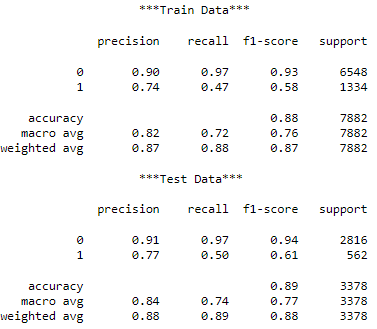 ***Train Data***
precision recall f1-score support
0 0.90 0.97 0.93 6548
1 0.74 0.47 0.58 1334
accuracy 0.88 7882
macro avg 0.82 0.72 0.76 7882
weighted avg 0.87 0.88 0.87 7882
***Test Data***
precision recall f1-score support
0 0.91 0.97 0.94 2816
1 0.77 0.50 0.61 562
accuracy 0.89 3378
macro avg 0.84 0.74 0.77 3378
weighted avg 0.88 0.89 0.88 3378